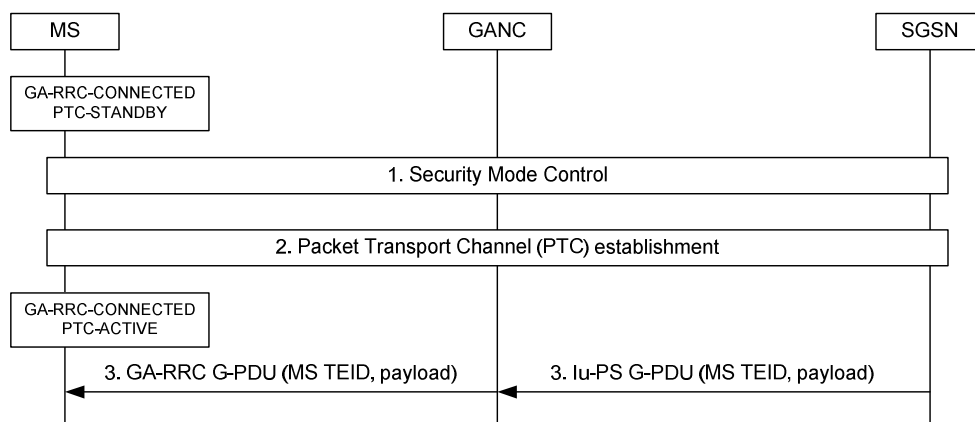 MS
GANC
SGSN
GA-RRC-CONNECTED
PTC-STANDBY
1. Security Mode Control
2. Packet Transport Channel (PTC) establishment
GA-RRC-CONNECTED
PTC-ACTIVE
3. GA-RRC G-PDU (MS TEID, payload)
3. Iu-PS G-PDU (MS TEID, payload)